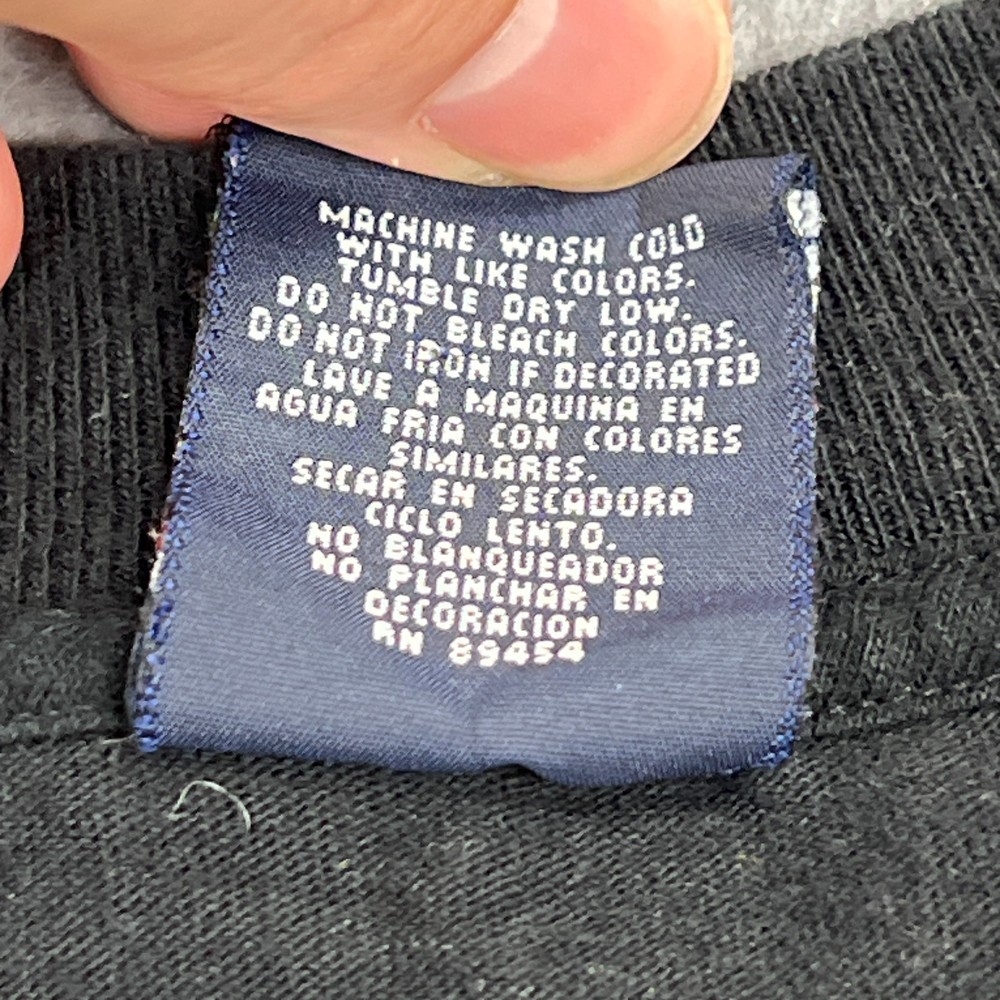 MACHINE WASH COLD
WITH LIKE COLORS.
TUMBLE DRY LOW.
DO NOT BLEACH COLORS.
DO NOT IRON IF DECORATED
LAVE A MAQUINA EN
AGUA FRIA CON COLORES
SIMILARES.
SECAR EN SECADORA
CICLO LENTO.
NO BLANQUEADOR
NO PLANCHAR EN
DECORACION
RN 89454